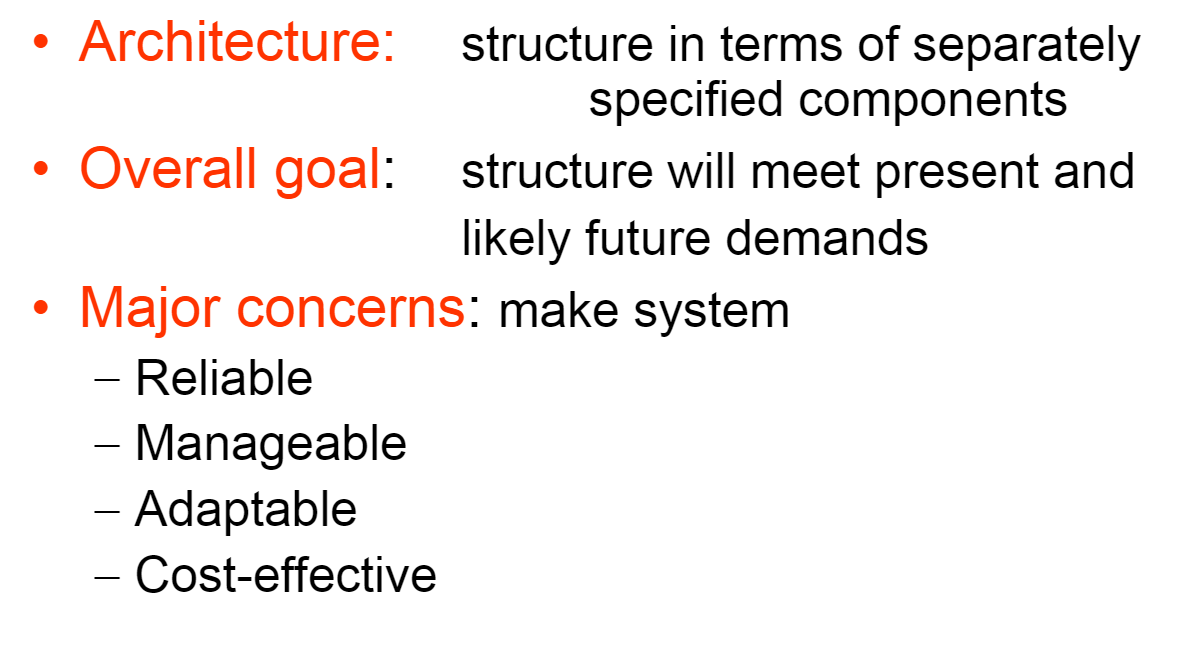 • Architecture: structure in terms of separately
specified components
• Overall goal: structure will meet present and
likely future demands
• Major concerns: make system
– Reliable
– Manageable
– Adaptable
– Cost-effective